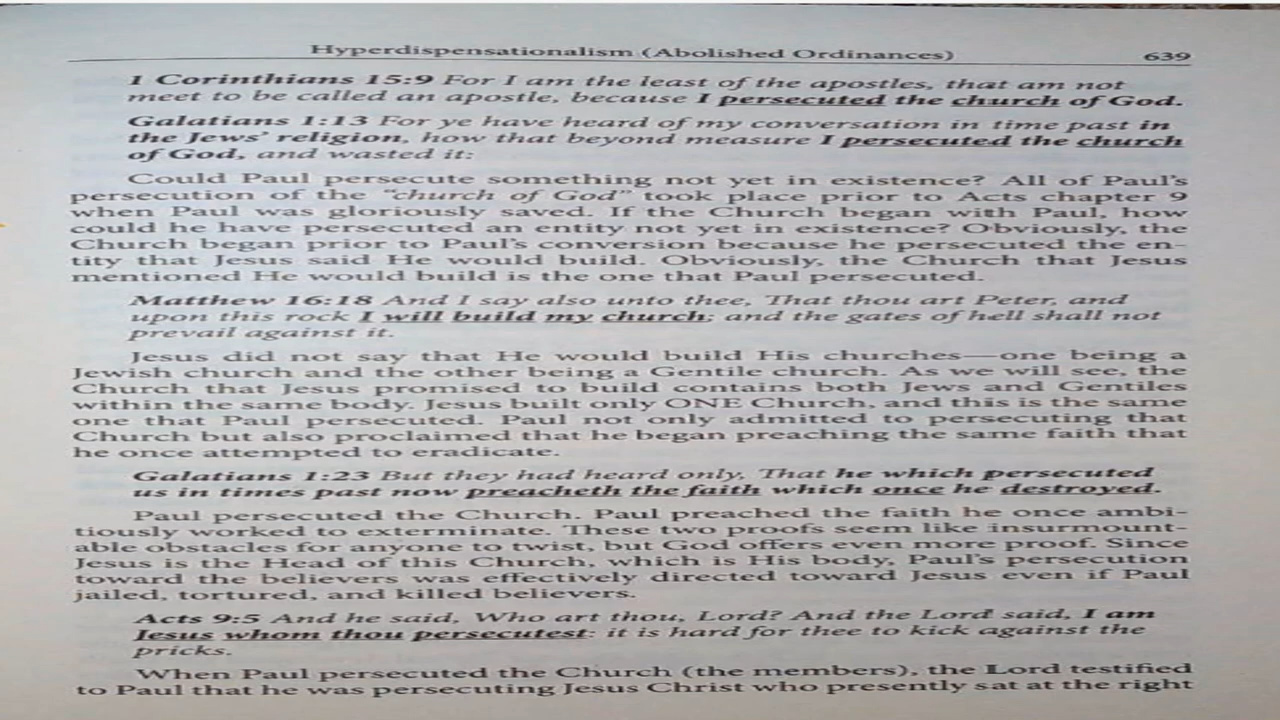 Hyperdispensationalism (Abolished Ordinances) 639
1 Corinthians 15:9 For I am the least of the apostles, that am not
meet to be called an apostle, because I persecuted the church of God.
Galatians 1:13 For ye have heard of my conversation in time past in
the Jews' religion, how that beyond measure I persecuted the church
of God, and wasted it:
Could Paul persecute something not yet in existence? All of Paul's
persecution of the "church of God" took place prior to Acts chapter 9
when Paul was gloriously saved. If the Church began with Paul, how
could he have persecuted an entity not yet in existence? Obviously, the
Church began prior to Paul's conversion because he persecuted the en-
tity that Jesus said He would build. Obviously, the Church that Jesus
mentioned He would build is the one that Paul persecuted.
Matthew 16:18 And I say also unto thee, That thou art Peter, and
upon this rock I will build my church; and the gates of hell shall not
prevail against it.
Jesus did not say that He would build His churches—one being a
Jewish church and the other being a Gentile church. As we will see, the
Church that Jesus promised to build contains both Jews and Gentiles
within the same body. Jesus built only ONE Church, and this is the same
one that Paul persecuted. Paul not only admitted to persecuting that
Church but also proclaimed that he began preaching the same faith that
he once attempted to eradicate.
Galatians 1:23 But they had heard only, That he which persecuted
us in times past now preacheth the faith which once he destroyed.
Paul persecuted the Church. Paul preached the faith he once ambi-
tiously worked to exterminate. These two proofs seem like insurmount-
able obstacles for anyone to twist, but God offers even more proof. Since
Jesus is the Head of this Church, which is His body, Paul's persecution
toward the believers was effectively directed toward Jesus even if Paul
jailed, tortured, and killed believers.
Acts 9:5 And he said, Who art thou, Lord? And the Lord said, I am
Jesus whom thou persecutest: it is hard for thee to kick against the
pricks.
When Paul persecuted the Church (the members), the Lord testified
to Paul that he was persecuting Jesus Christ who presently sat at the right